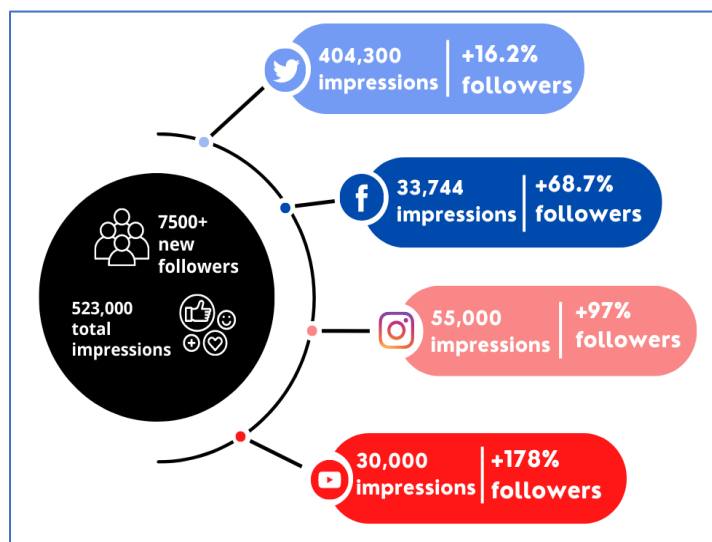 404,300
impressions
+16.2%
followers
33,744
impressions
+68.7%
followers
7500+
new
followers
523,000
total
impressions
55,000
impressions
+97%
followers
30,000
impressions
+178%
followers